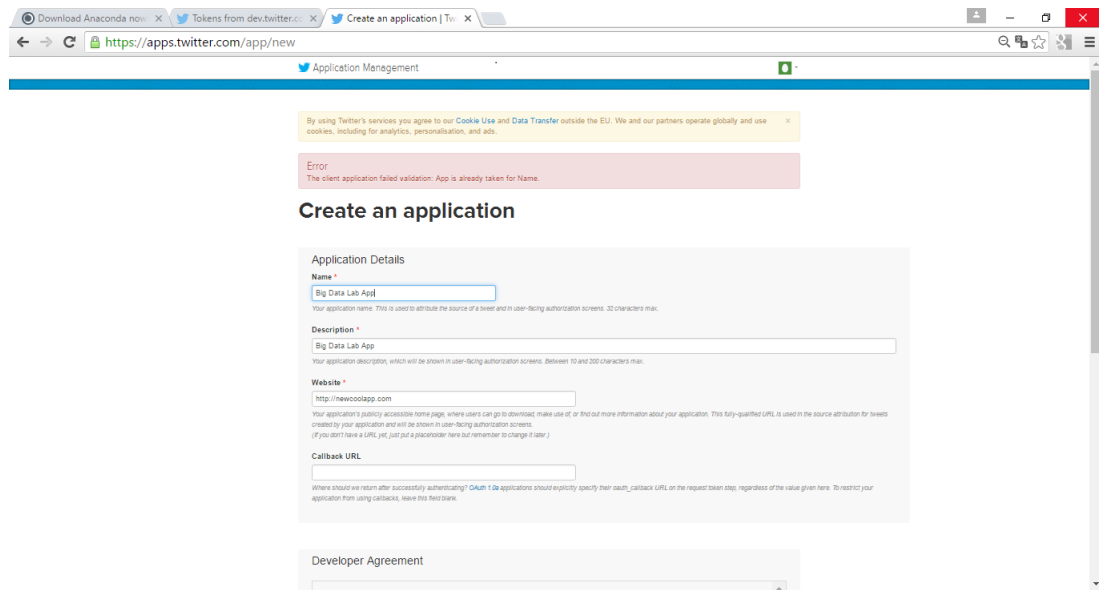 Download Anaconda now
Tokens from dev.twitter.co
Create an application | Tw
https://apps.twitter.com/app/new
Application Management
By using Twitter's services you agree to our Cookie Use and Data Transfer outside the EU. We and our partners operate globally and use
cookies, including for analytics, personalisation, and ads.
Error
The client application failed validation: App is already taken for Name.
Create an application
Application Details
Name *
Big Data Lab App
Your application name. This is used to attribute the source of a tweet and in user-facing authorization screens. 32 characters max.
Description *
Big Data Lab App
Your application description, which will be shown in user-facing authorization screens. Between 10 and 200 characters max.
Website *
http://newcoolapp.com
Your application's publicly accessible home page, where users can go to download, make use of, or find out more information about your application. This fully-qualified URL is used in the source attribution for tweets
created by your application and will be shown in user-facing authorization screens.
(If you don't have a URL yet, just put a placeholder here but remember to change it later.)
Callback URL
Where should we return after successfully authenticating? OAuth 1.0a applications should explicitly specify their oauth_callback URL on the request token step, regardless of the value given here. To restrict your
application from using callbacks, leave this field blank.
Developer Agreement